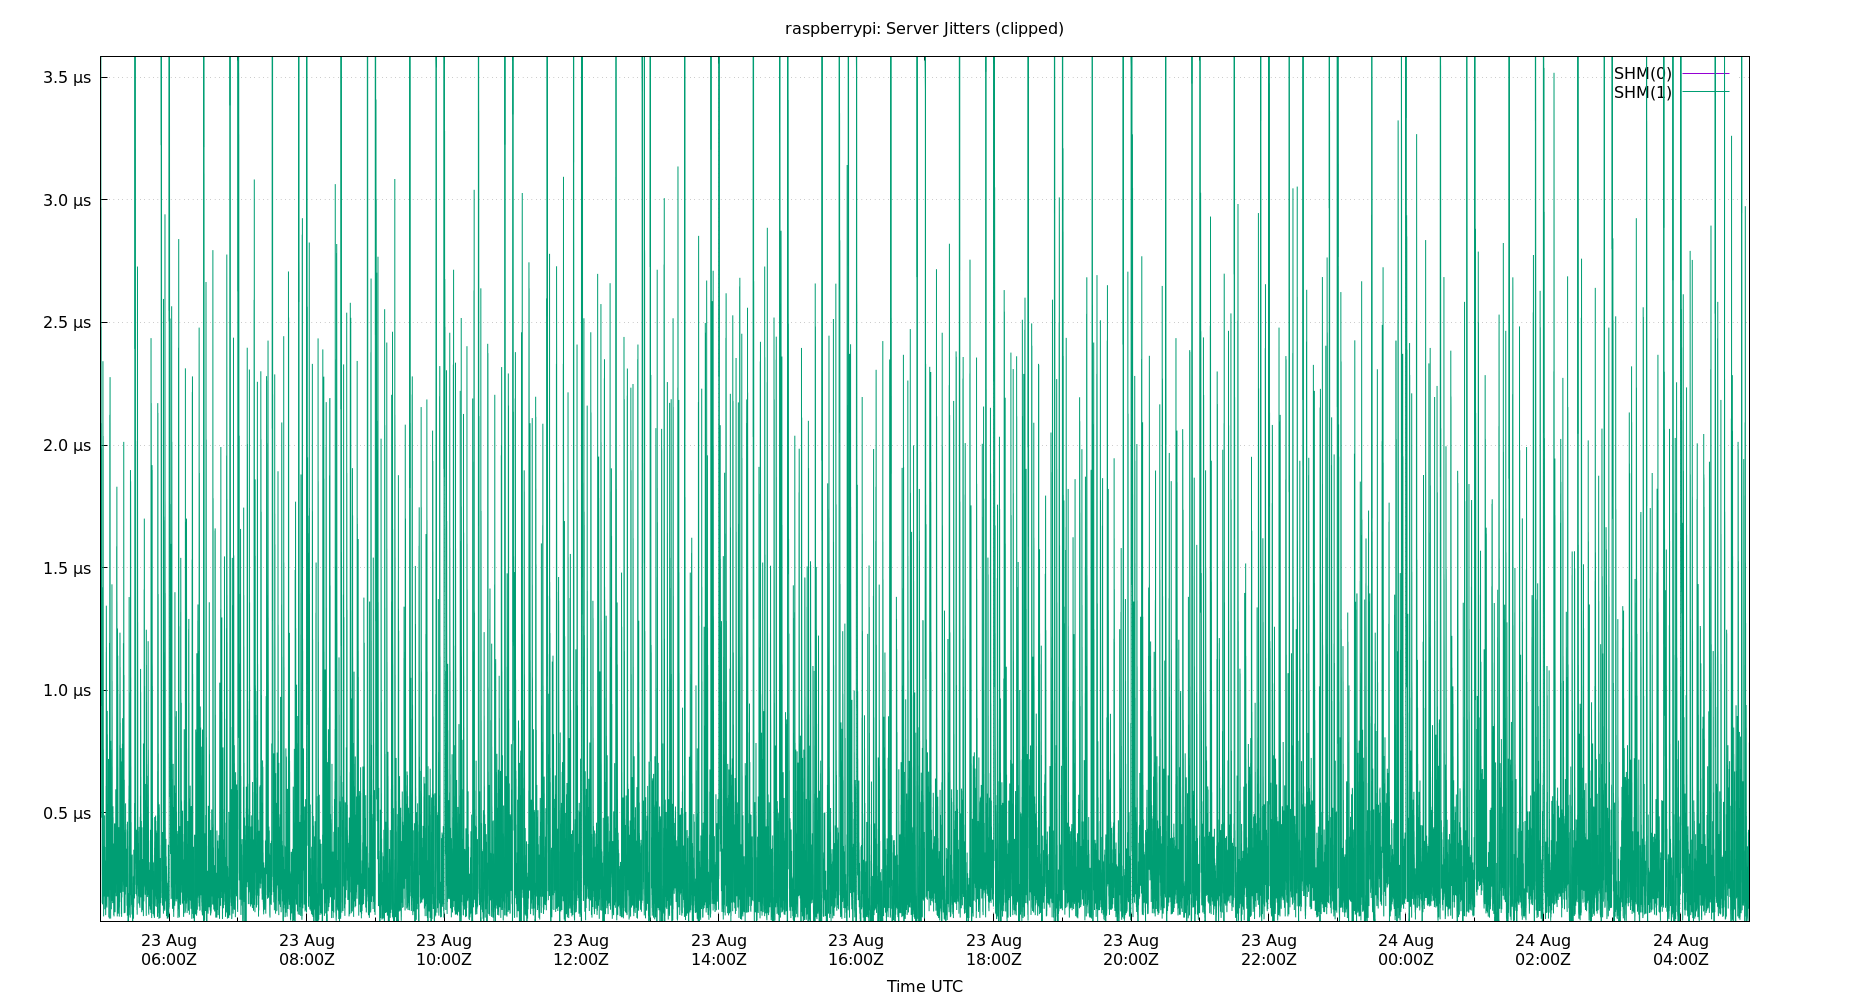 raspberrypi: Server Jitters (clipped)
3.5 µs
3.0 µs
2.5 µs
2.0 µs
1.5 µs
1.0 µs
0.5 µs
SHM(0)
SHM(1)
23 Aug 23 Aug 23 Aug 23 Aug 23 Aug 23 Aug 23 Aug 23 Aug 23 Aug 24 Aug 24 Aug 24 Aug
06:00Z 08:00Z 10:00Z 12:00Z 14:00Z 16:00Z 18:00Z 20:00Z 22:00Z 00:00Z 02:00Z 04:00Z
Time UTC